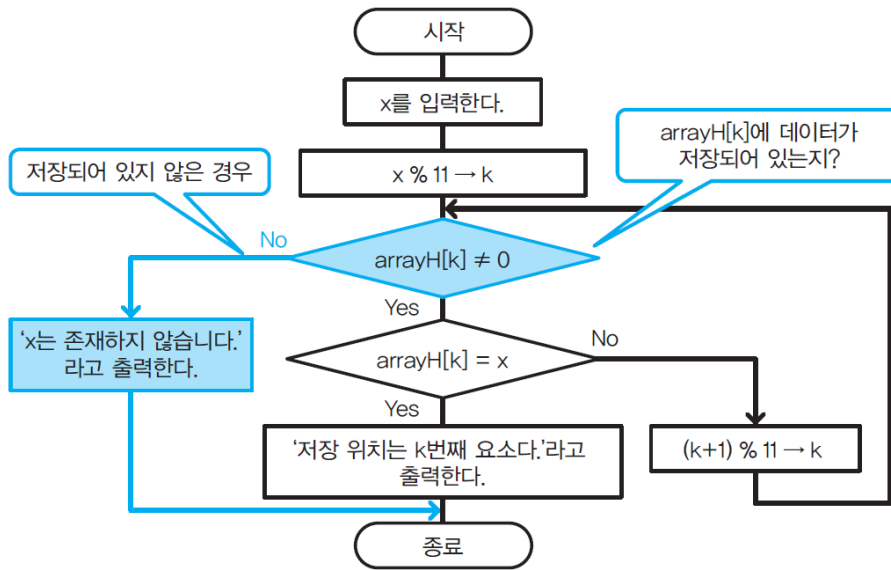 시작
x를 입력한다.
arrayH[k]에 데이터가
저장되어 있는지?
저장되어 있지 않은 경우
x % 11 → k
No
arrayH[k] ≠ 0
Yes
‘x는 존재하지 않습니다.’
라고 출력한다.
arrayH[k] = x
No
Yes
‘저장 위치는 k번째 요소다.’라고
출력한다.
(k+1) % 11 → k
종료